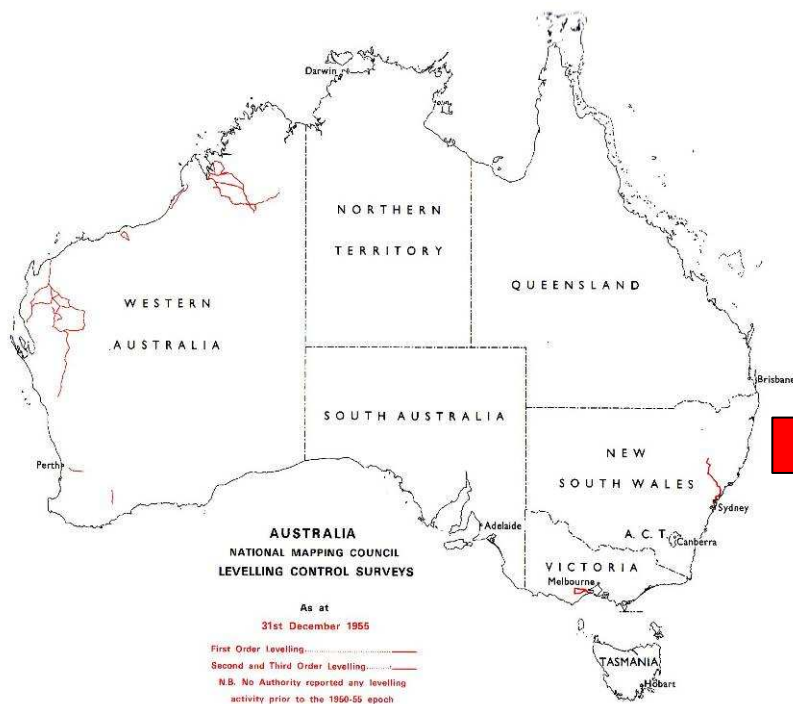 Darwin
NORTHERN
TERRITORY
QUEENSLAND
WESTERN
AUSTRALIA
Brisbane
SOUTH AUSTRALIA
NEW
SOUTH WALES
Perth
Sydney
Adelaide
A.C.T.
Canberra
VICTORIA
Melbourne
AUSTRALIA
NATIONAL MAPPING COUNCIL
LEVELLING CONTROL SURVEYS
As at
31st December 1955
First Order Levelling
Second and Third Order Levelling
N.B. No Authority reported any levelling
activity prior to the 1950-55 epoch
TASMANIA
Hobart